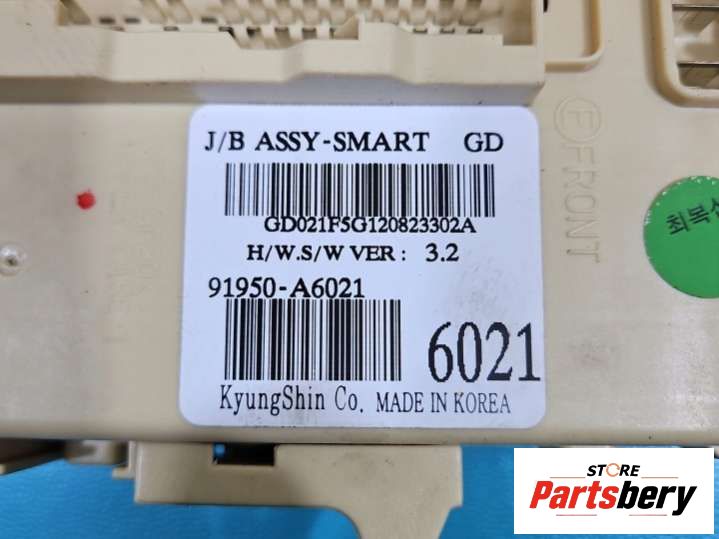 J/B ASSY-SMART GD
GD021F5G120823302A
H/W.S/W VER : 3.2
91950-A6021
6021
KyungShin Co. MADE IN KOREA
E FRONT
STORE
Partsbery